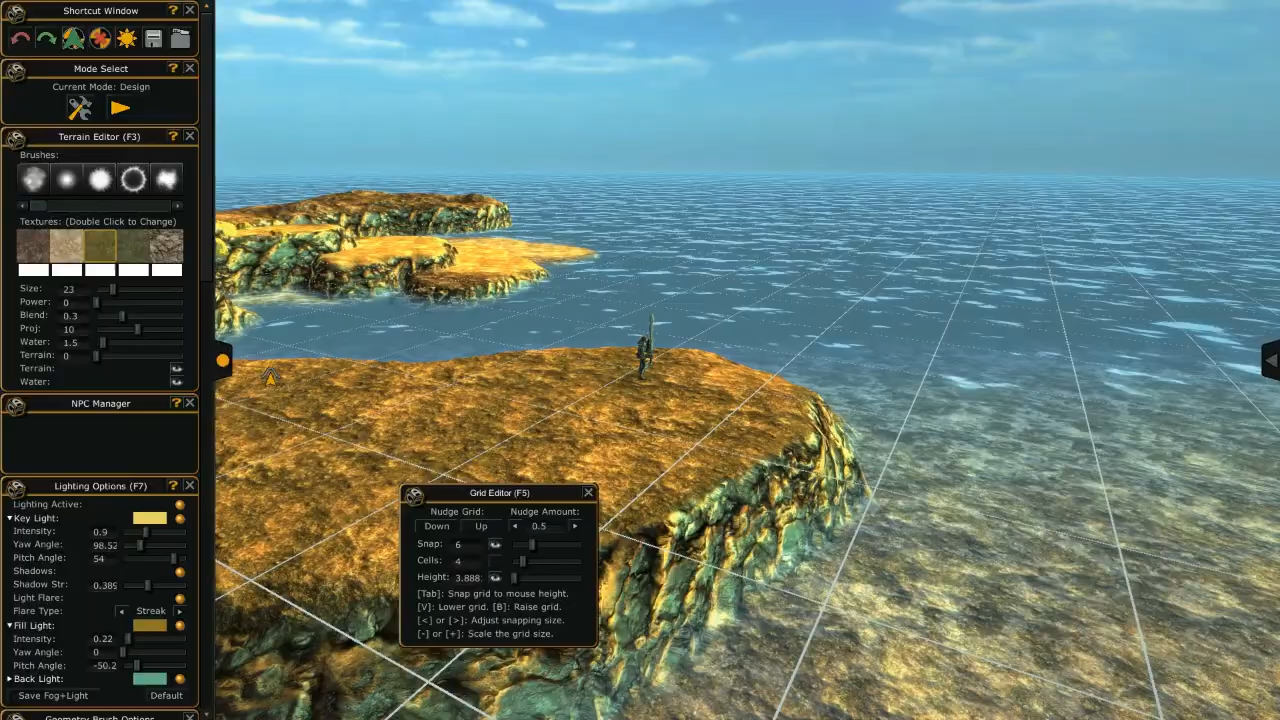 Shortcut Window ?
Mode Select ?
Current Mode: Design
Terrain Editor (F3) ?
Brushes:
Textures: (Double Click to Change)
Size: 23
Power: 0
Blend: 0.3
Proj: 10
Water: 1.5
Terrain: 0
Terrain:
Water:
NPC Manager ?
Lighting Options (F7) ?
Lighting Active:
Key Light:
Intensity: 0.9
Yaw Angle: 98.52
Pitch Angle: 54
Shadows:
Shadow Str: 0.389
Light Flare:
Flare Type: Streak
Fill Light:
Intensity: 0.22
Yaw Angle: 0
Pitch Angle: -50.2
Back Light:
Save Fog+Light Default
Geometry Brush Options
Grid Editor (F5)
Nudge Grid: Nudge Amount:
Down Up 0.5
Snap: 6
Cells: 4
Height: 3.888
[Tab]: Snap grid to mouse height.
[V]: Lower grid. [B]: Raise grid.
[<] or [>]: Adjust snapping size.
[-] or [+]: Scale the grid size.